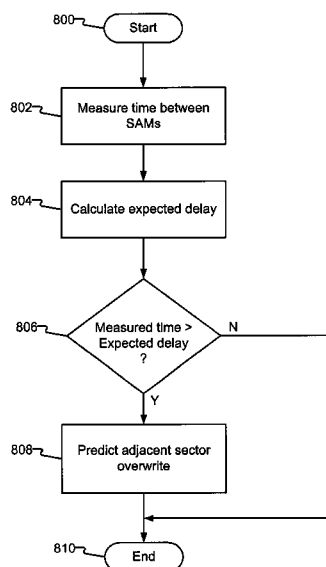 800
Start
802
Measure time between
SAMs
804
Calculate expected delay
806
Measured time >
Expected delay
?
N
Y
808
Predict adjacent sector
overwrite
810
End